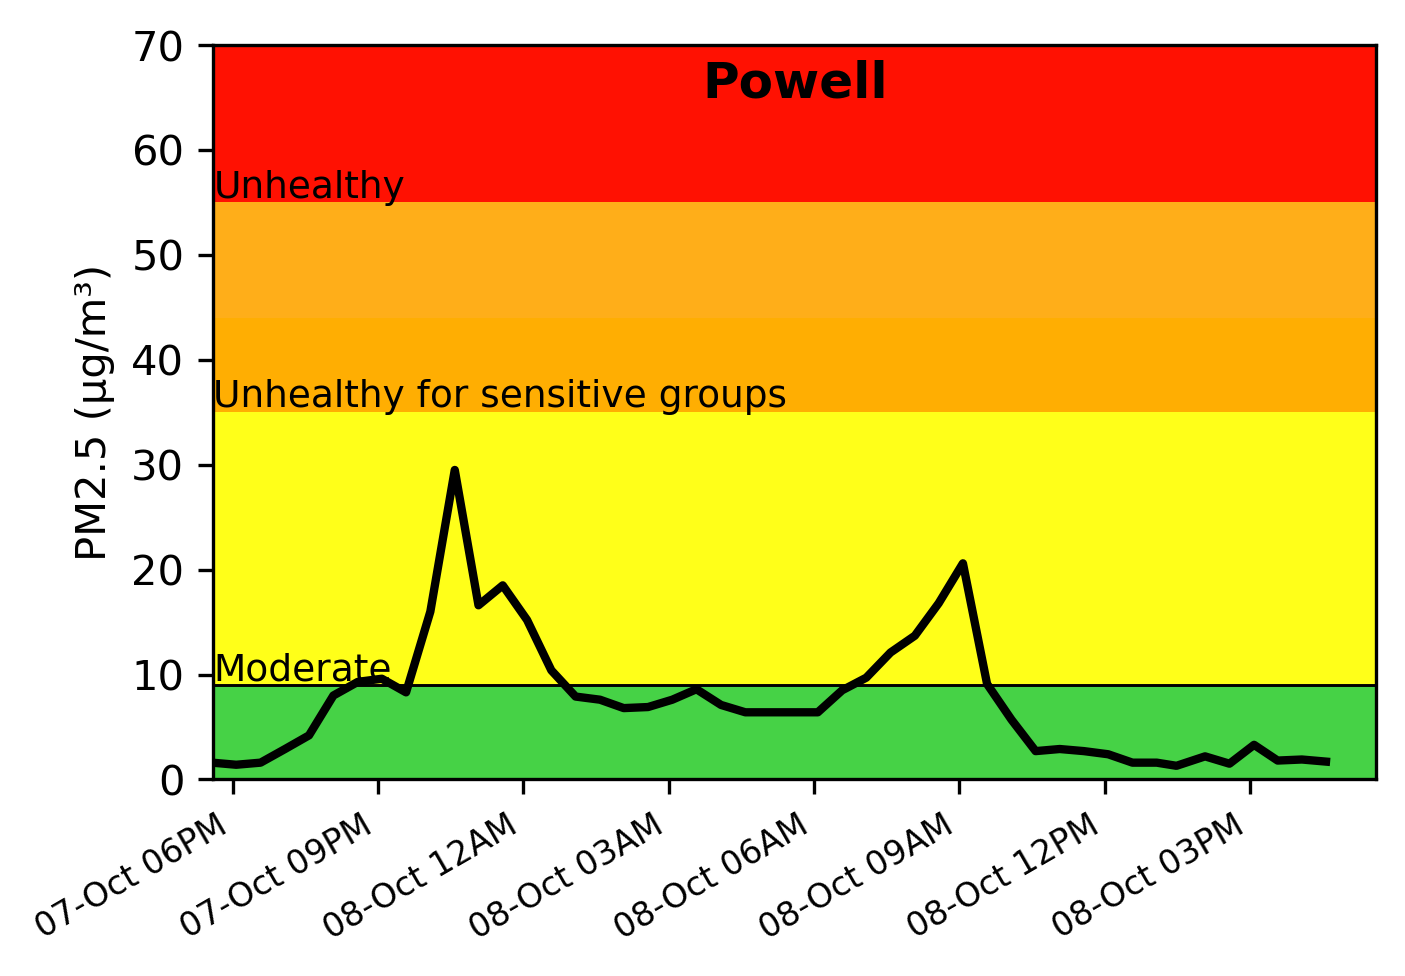 Powell
70
60
50
40
30
20
10
0
PM2.5 (µg/m³)
Unhealthy
Unhealthy for sensitive groups
Moderate
07-Oct 06PM
07-Oct 09PM
08-Oct 12AM
08-Oct 03AM
08-Oct 06AM
08-Oct 09AM
08-Oct 12PM
08-Oct 03PM